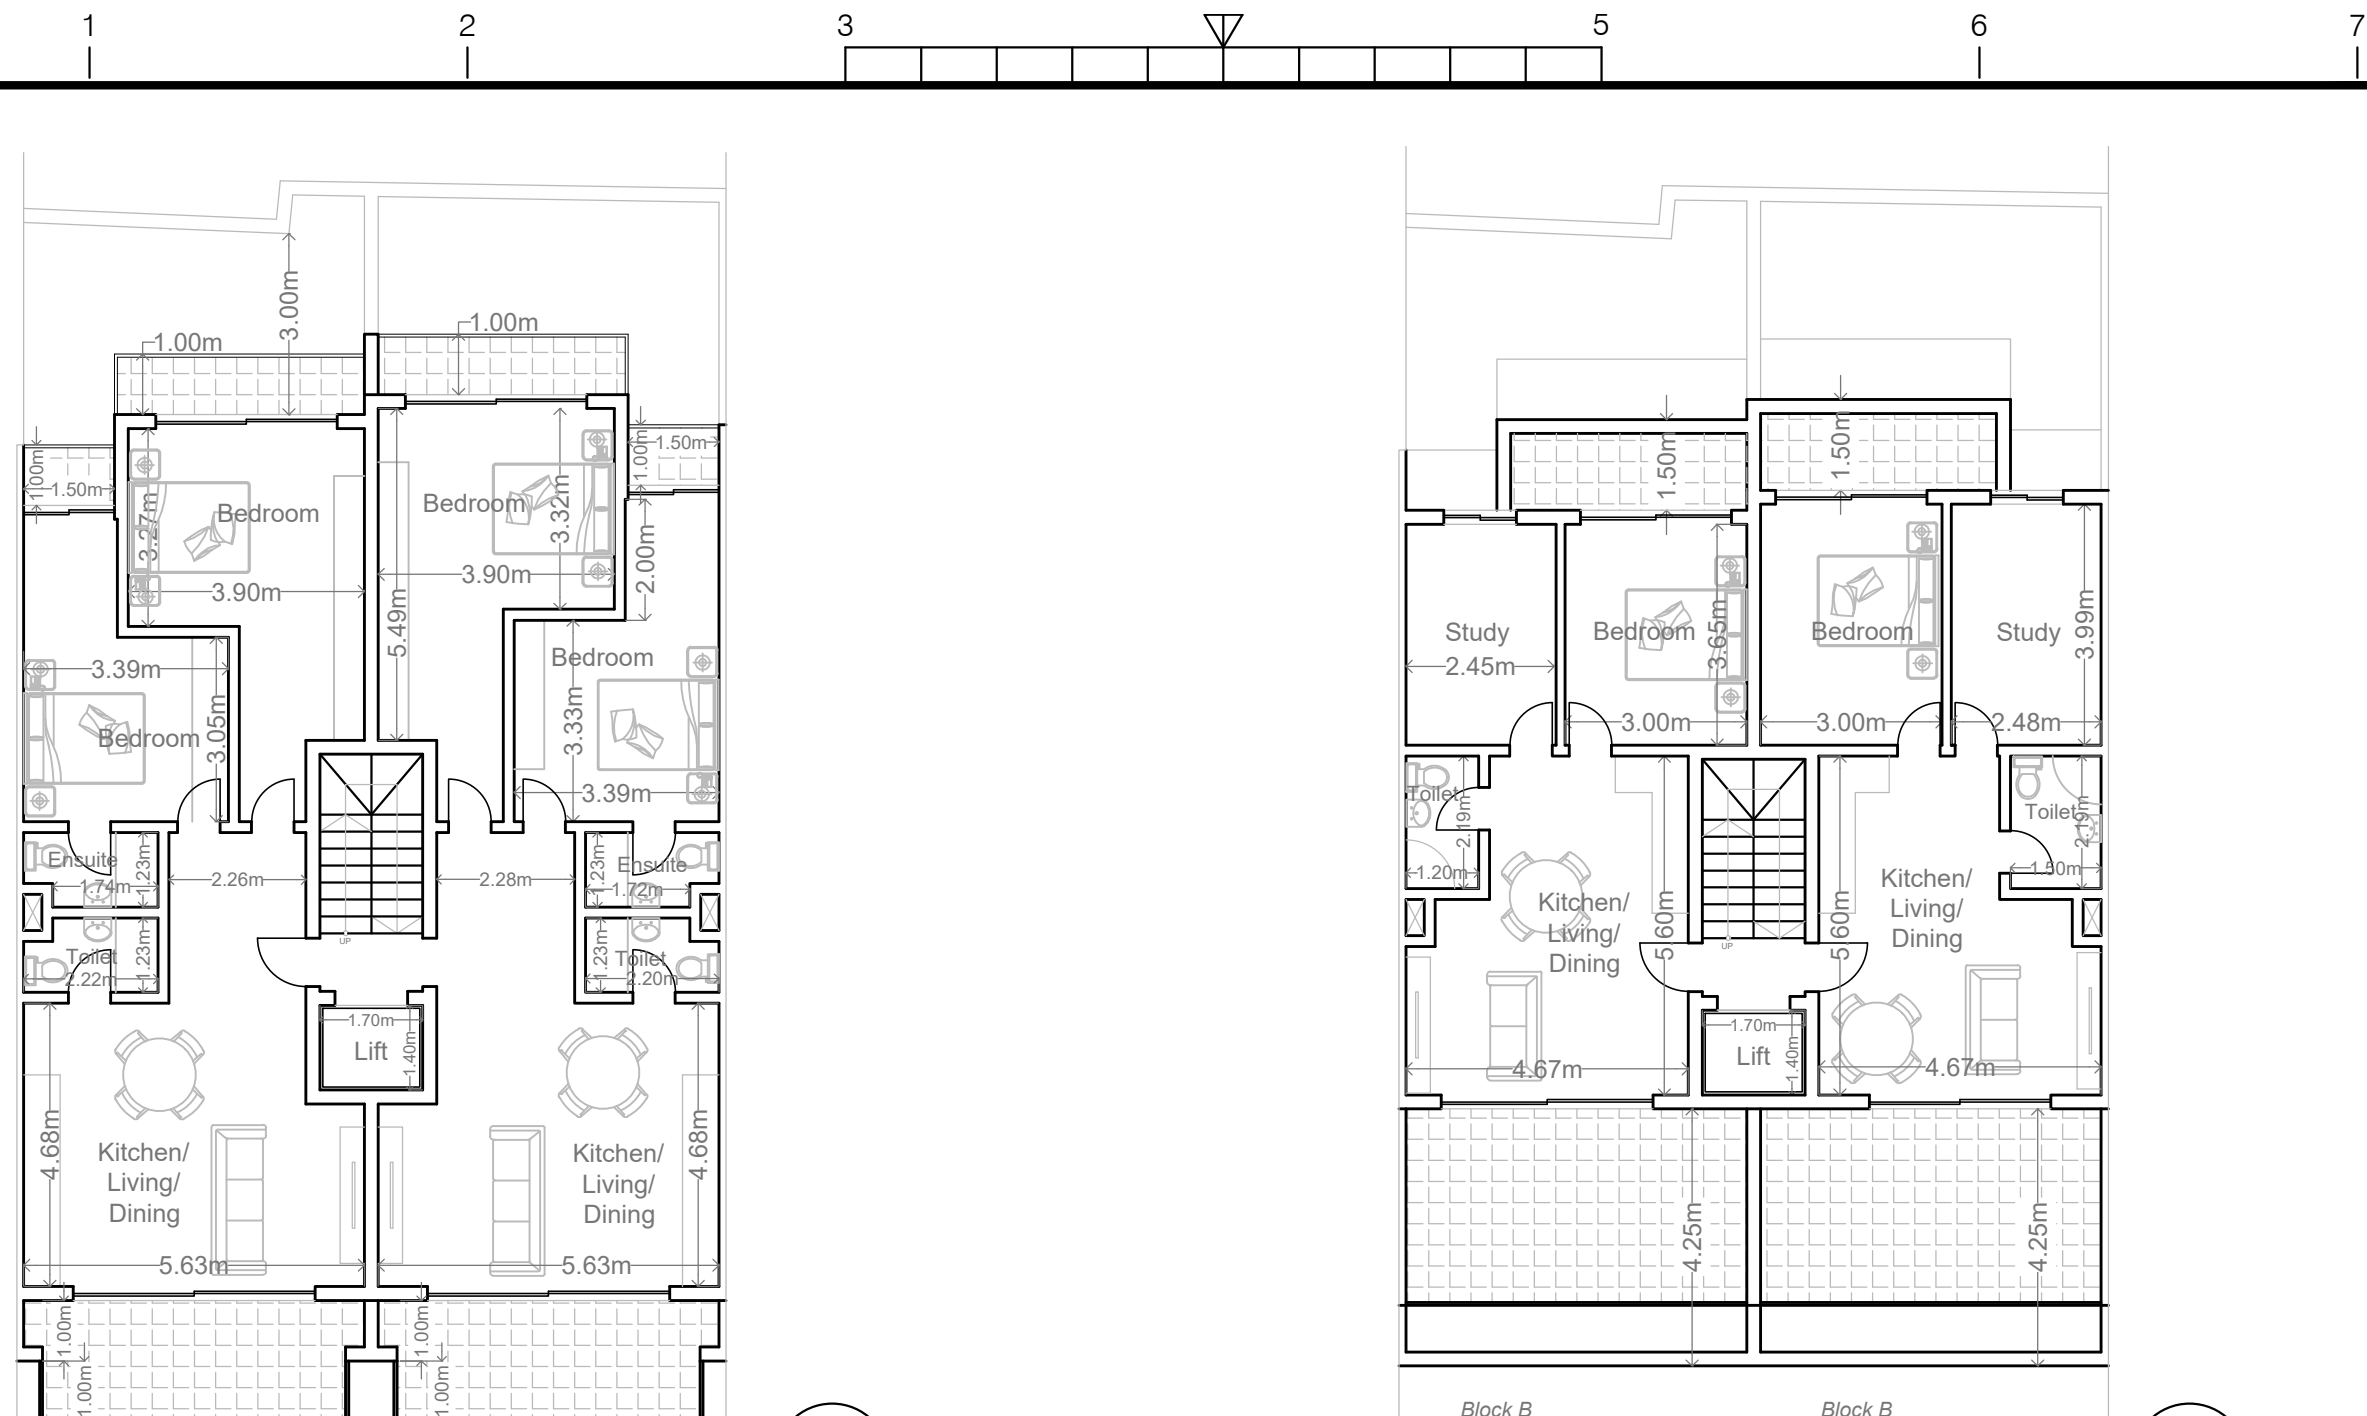 1 2 3 5 6 7
1.00m
3.00m
1.00m
1.00m
1.50m
1.00m
1.50m
Bedroom
3.27m
3.90m
Bedroom
3.32m
3.90m
2.00m
5.49m
3.39m
3.05m
Bedroom
Bedroom
3.33m
3.39m
Ensuite
1.74m
1.23m
2.26m
2.28m
1.23m
Ensuite
1.72m
Toilet
2.22m
1.23m
UP
1.23m
Toilet
2.20m
1.70m
Lift
1.40m
4.68m
Kitchen/
Living/
Dining
5.63m
4.68m
Kitchen/
Living/
Dining
5.63m
1.00m
1.00m
1.00m
1.00m
1.50m
1.50m
Study
2.45m
Bedroom
3.65m
3.00m
Bedroom
3.00m
Study
3.99m
2.48m
Toilet
2.19m
1.20m
Toilet
2.19m
1.50m
Kitchen/
Living/
Dining
5.60m
4.67m
UP
5.60m
Kitchen/
Living/
Dining
4.67m
1.70m
Lift
1.40m
4.25m
4.25m
Block B
Block B